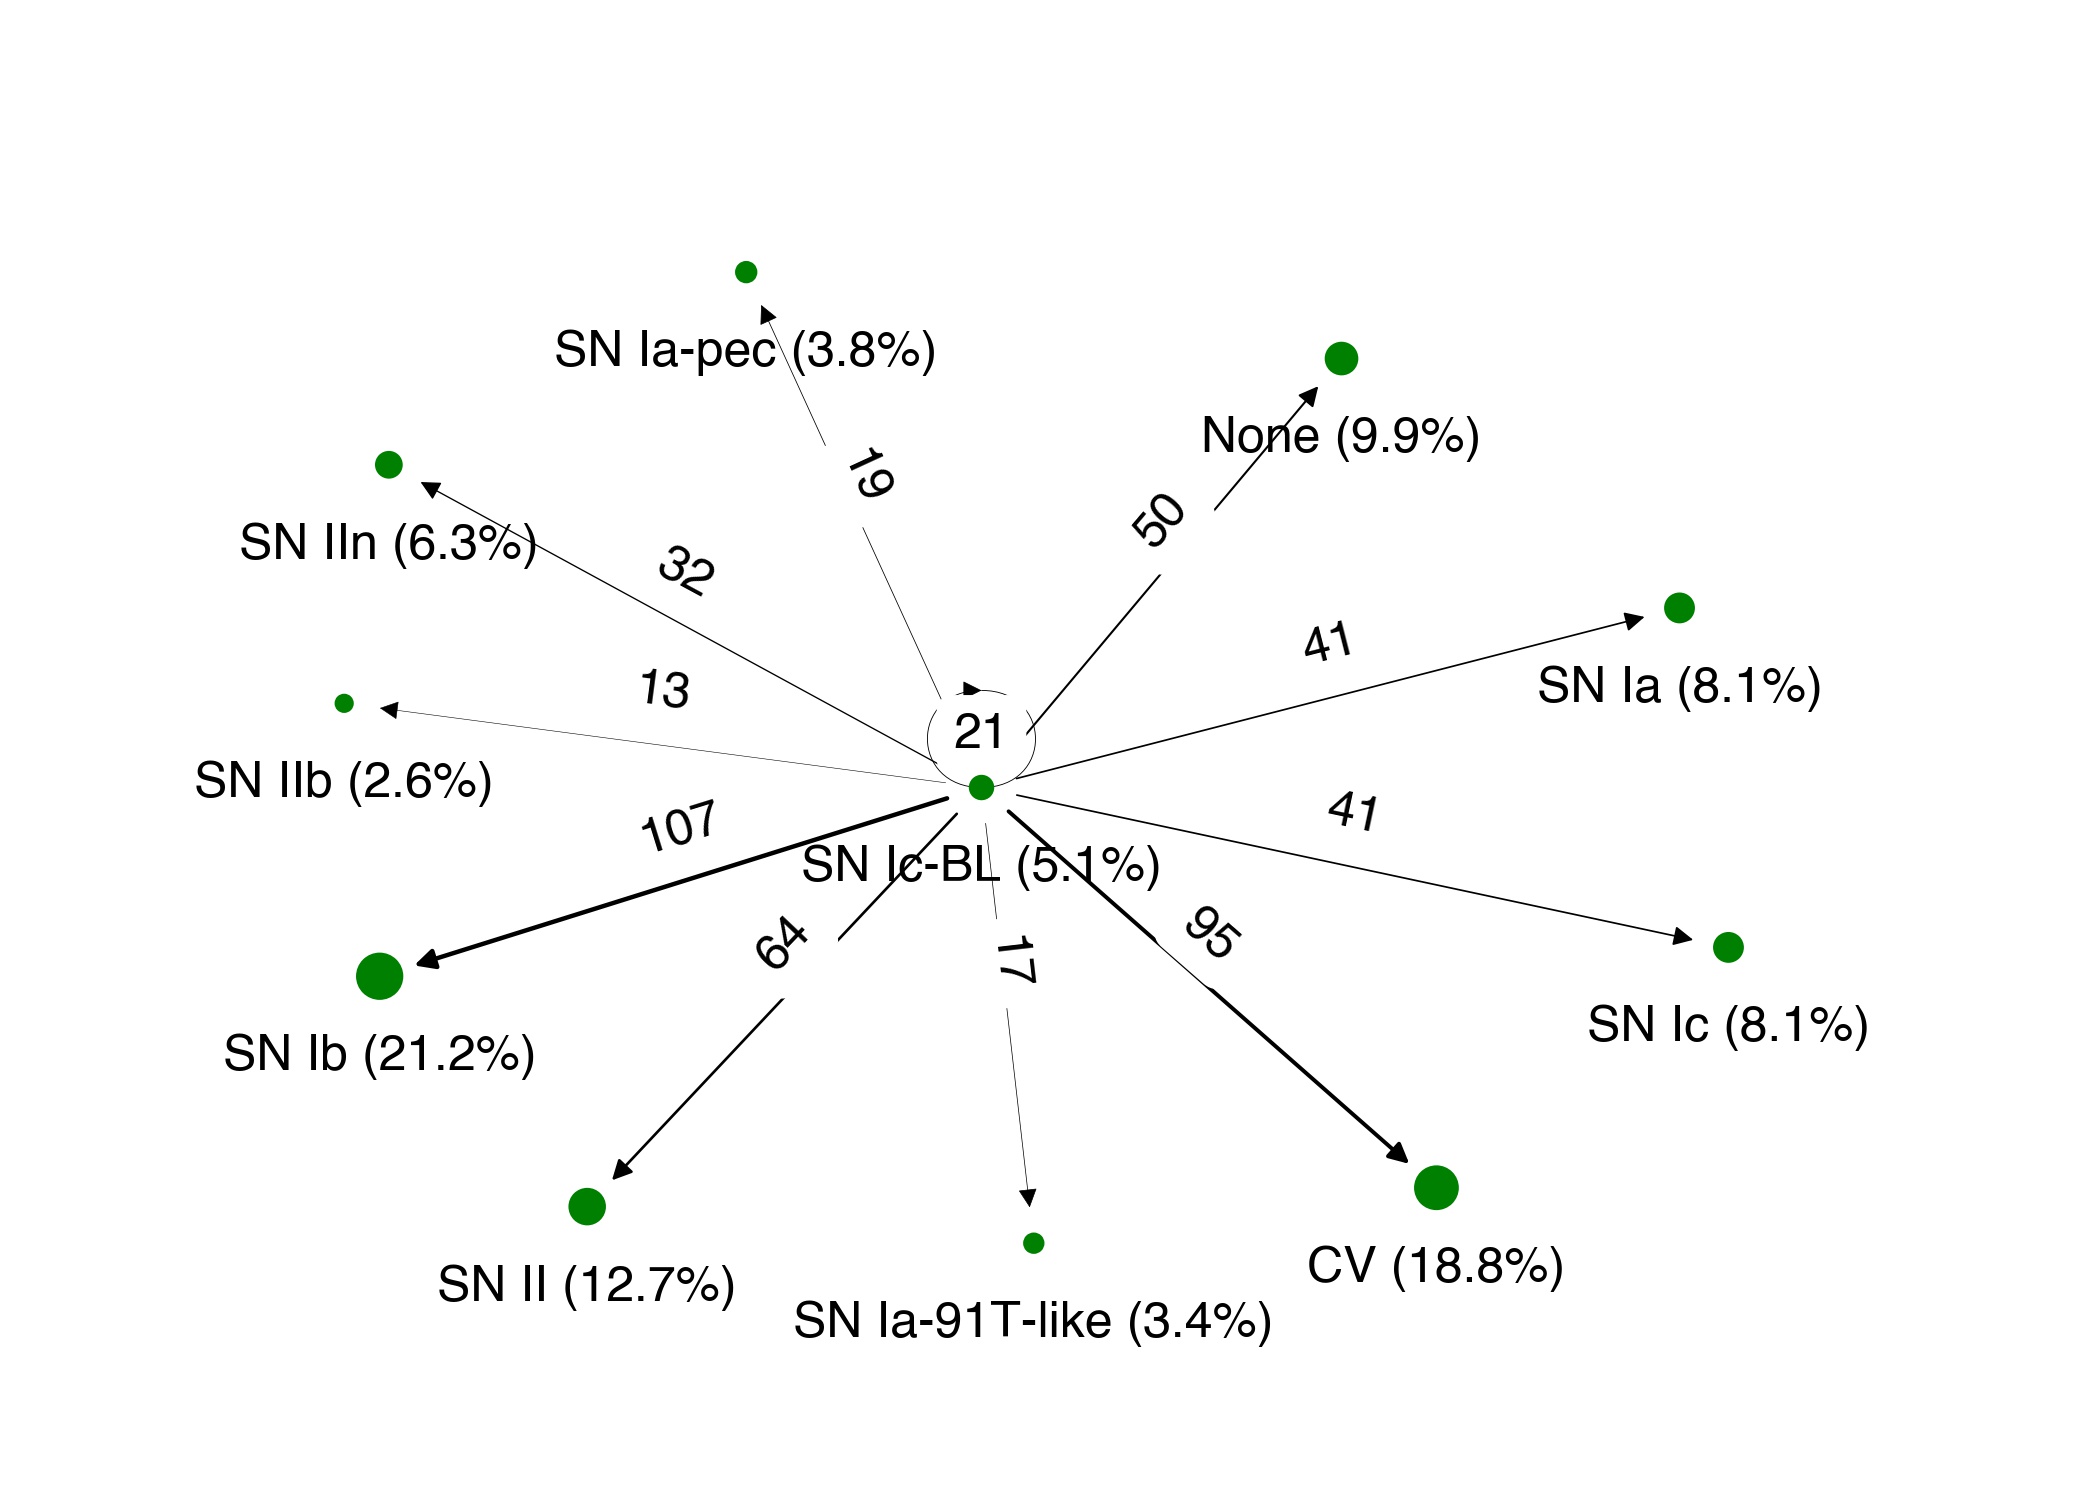 SN Ia-pec (3.8%)
None (9.9%)
19
50
SN IIn (6.3%)
32
41
13
SN Ia (8.1%)
21
SN IIb (2.6%)
107
41
SN Ic-BL (5.1%)
64
17
95
SN Ib (21.2%)
SN Ic (8.1%)
SN II (12.7%)
CV (18.8%)
SN Ia-91T-like (3.4%)